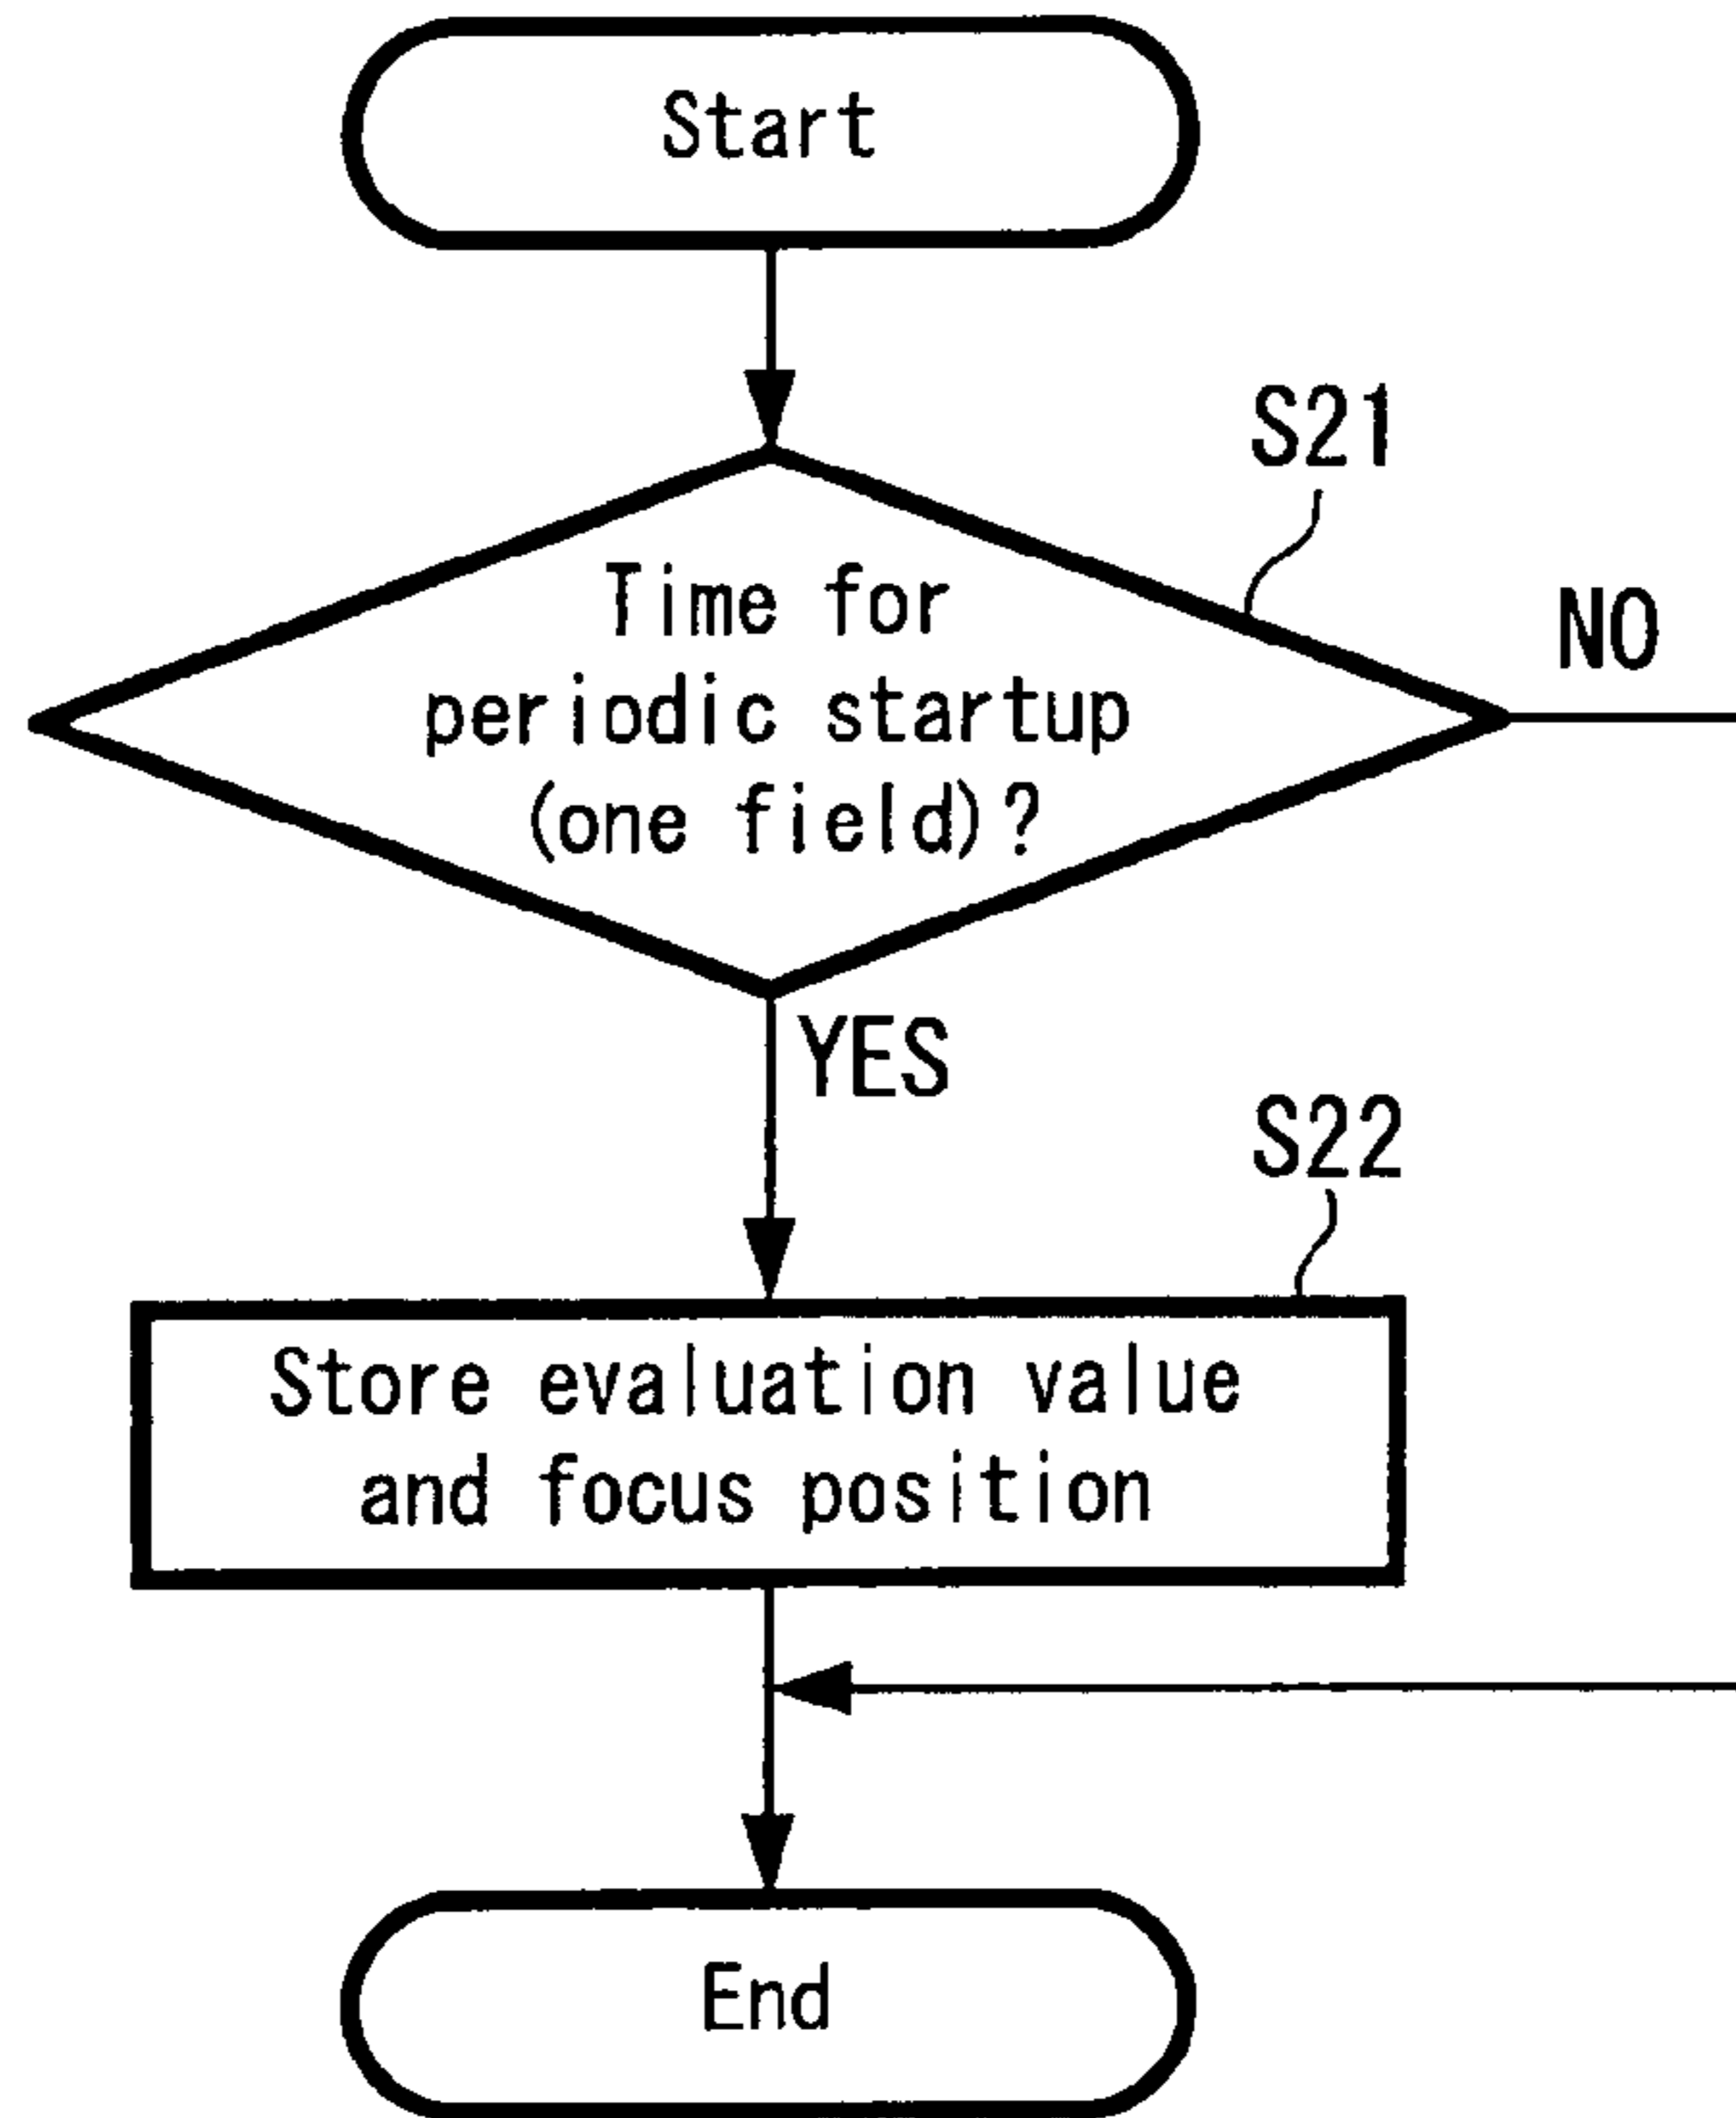 Start
S21
Time for
periodic startup
(one field)?
NO
YES
S22
Store evaluation value
and focus position
End